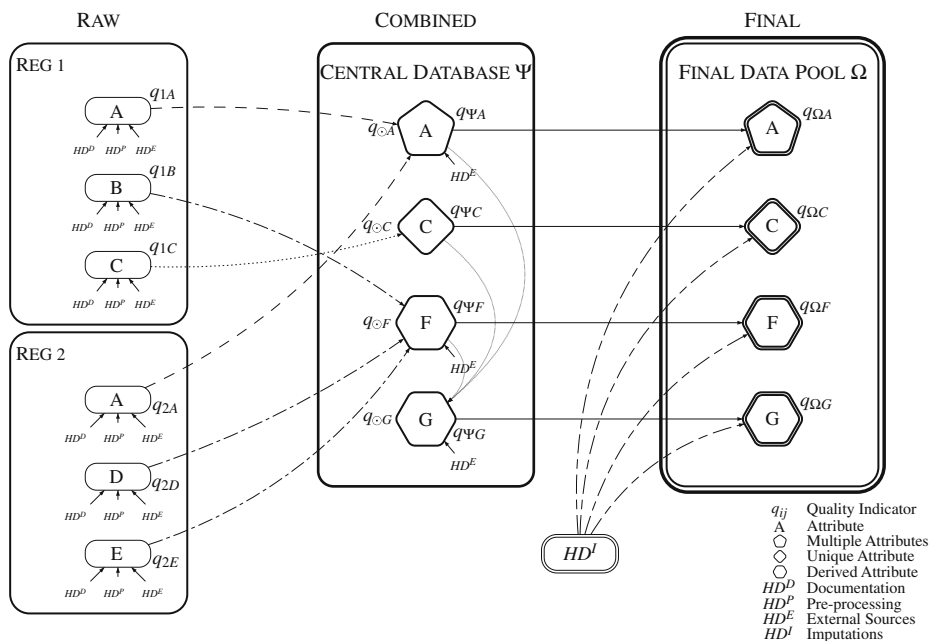 RAW
COMBINED
FINAL
REG 1
q1A
A
HD^D HD^P HD^E
q1B
B
HD^D HD^P HD^E
q1C
C
HD^D HD^P HD^E
REG 2
A
q2A
HD^D HD^P HD^E
D
q2D
HD^D HD^P HD^E
E
q2E
HD^D HD^P HD^E
CENTRAL DATABASE Ψ
qΨA
q⊙A
A
HD^E
qΨC
q⊙C
C
qΨF
q⊙F
F
HD^E
q⊙G
G
qΨG
HD^E
FINAL DATA POOL Ω
A
qΩA
C
qΩC
F
qΩF
G
qΩG
HD^I
qij Quality Indicator
A Attribute
Multiple Attributes
Unique Attribute
Derived Attribute
HD^D Documentation
HD^P Pre-processing
HD^E External Sources
HD^I Imputations